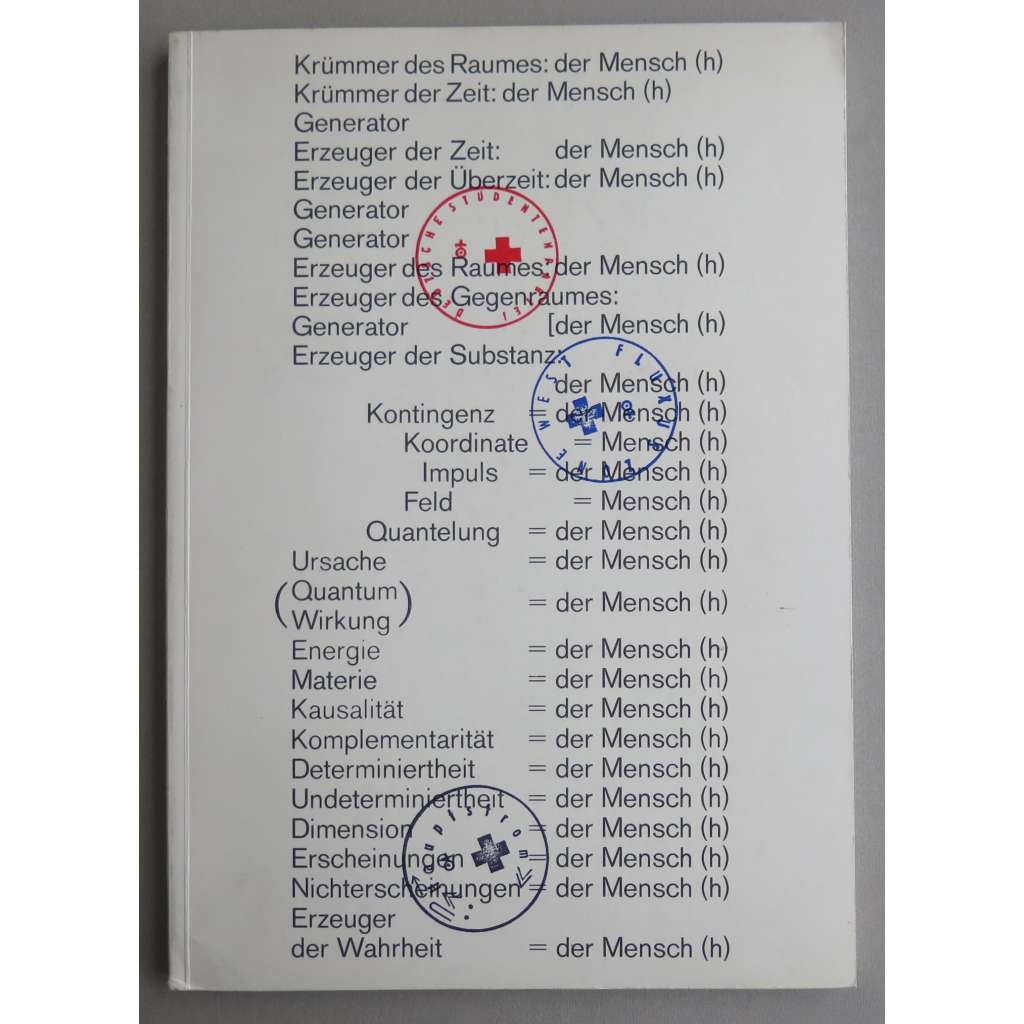 Krümmer des Raumes: der Mensch (h)
Krümmer der Zeit: der Mensch (h)
Generator
Erzeuger der Zeit: der Mensch (h)
Erzeuger der Überzeit: der Mensch (h)
Generator
Generator
Erzeuger des Raumes: der Mensch (h)
Erzeuger des Gegenraumes:
Generator [der Mensch (h)
Erzeuger der Substanz:
der Mensch (h)
Kontingenz = der Mensch (h)
Koordinate = Mensch (h)
Impuls = der Mensch (h)
Feld = Mensch (h)
Quantelung = der Mensch (h)
Ursache = der Mensch (h)
(Quantum
Wirkung) = der Mensch (h)
Energie = der Mensch (h)
Materie = der Mensch (h)
Kausalität = der Mensch (h)
Komplementarität = der Mensch (h)
Determiniertheit = der Mensch (h)
Undeterminiertheit = der Mensch (h)
Dimension = der Mensch (h)
Erscheinungen = der Mensch (h)
Nichterscheinungen = der Mensch (h)
Erzeuger
der Wahrheit = der Mensch (h)
FLUXUS
WEST
Hauptstrom